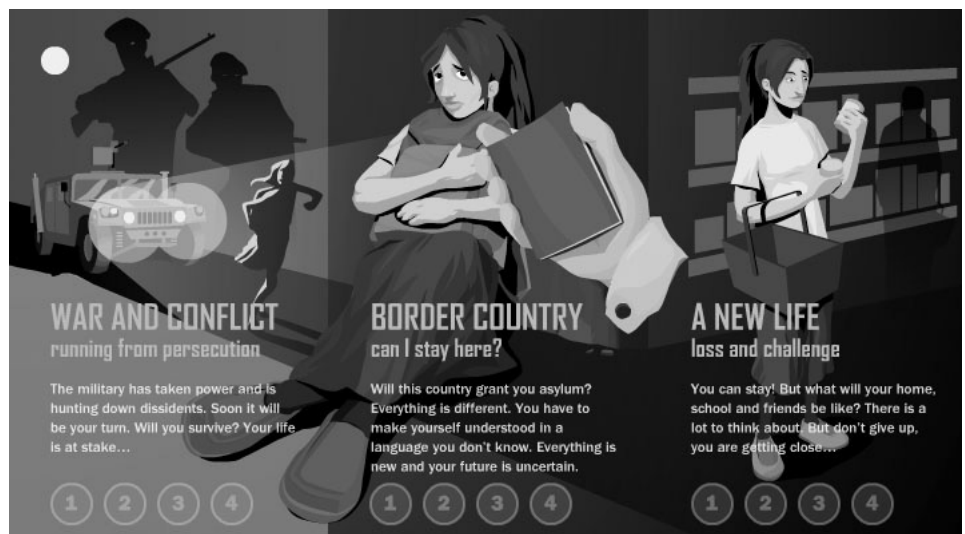 WAR AND CONFLICT
running from persecution
The military has taken power and is
hunting down dissidents. Soon it will
be your turn. Will you survive? Your life
is at stake...
1 2 3 4
BORDER COUNTRY
can I stay here?
Will this country grant you asylum?
Everything is different. You have to
make yourself understood in a
language you don't know. Everything is
new and your future is uncertain.
1 2 3 4
A NEW LIFE
loss and challenge
You can stay! But what will your home,
school and friends be like? There is a
lot to think about. But don't give up,
you are getting close...
1 2 3 4